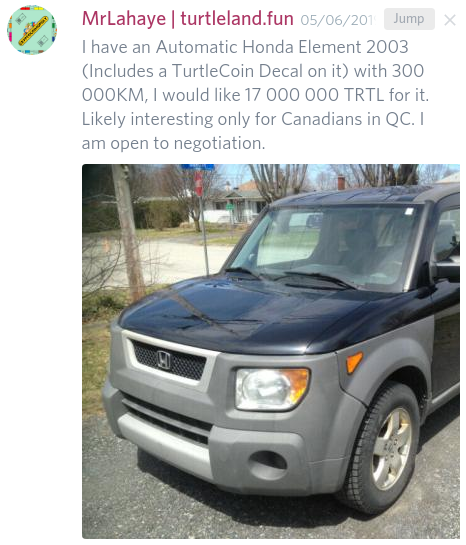 MrLahaye | turtleland.fun 05/06/201 Jump ×
I have an Automatic Honda Element 2003
(Includes a TurtleCoin Decal on it) with 300
000KM, I would like 17 000 000 TRTL for it.
Likely interesting only for Canadians in QC. I
am open to negotiation.